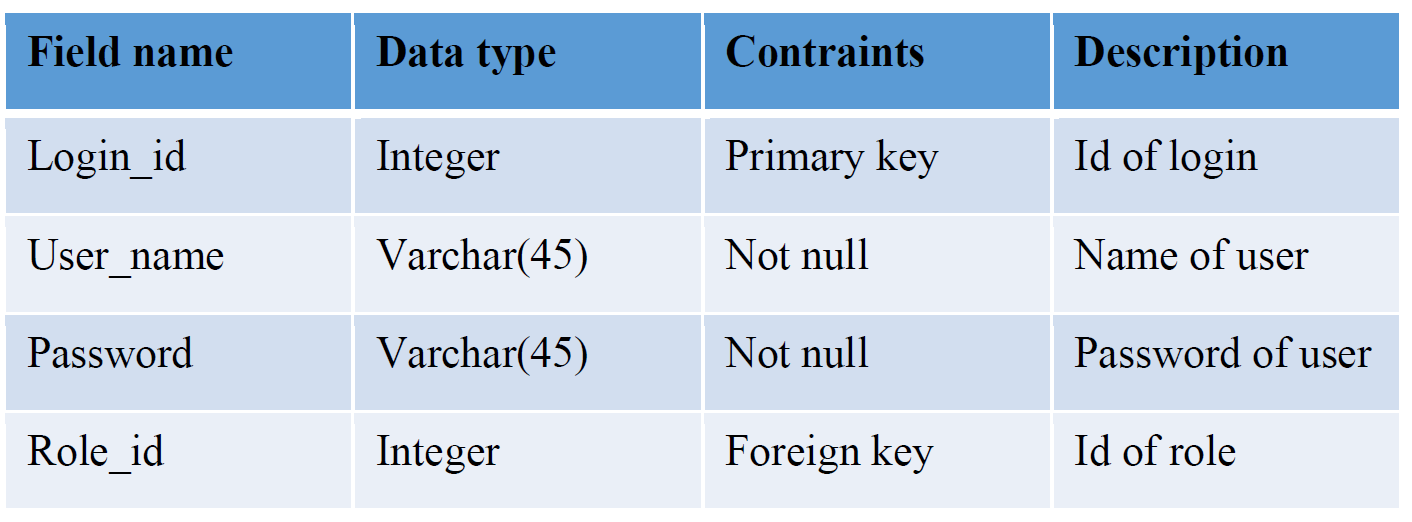 Field name Data type Contraints Description
Login_id Integer Primary key Id of login
User_name Varchar(45) Not null Name of user
Password Varchar(45) Not null Password of user
Role_id Integer Foreign key Id of role